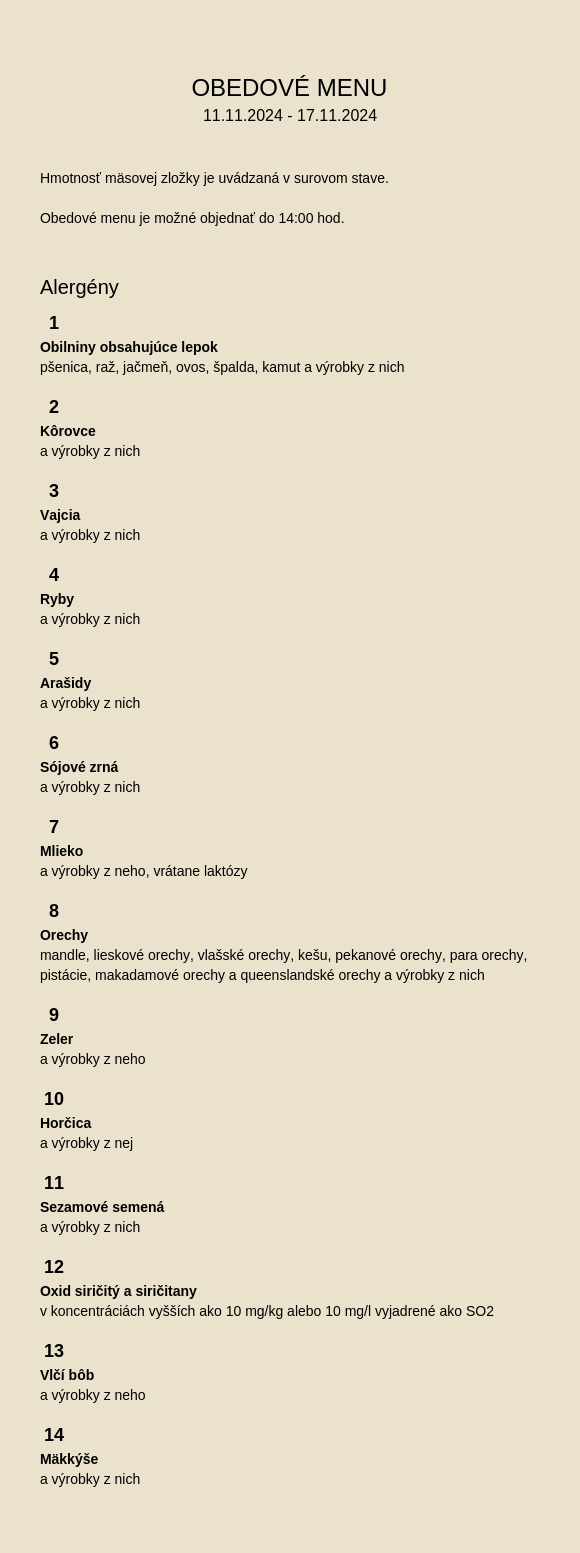 OBEDOVÉ MENU
11.11.2024 - 17.11.2024
Hmotnosť mäsovej zložky je uvádzaná v surovom stave.
Obedové menu je možné objednať do 14:00 hod.
Alergény
1
Obilniny obsahujúce lepok
pšenica, raž, jačmeň, ovos, špalda, kamut a výrobky z nich
2
Kôrovce
a výrobky z nich
3
Vajcia
a výrobky z nich
4
Ryby
a výrobky z nich
5
Arašidy
a výrobky z nich
6
Sójové zrná
a výrobky z nich
7
Mlieko
a výrobky z neho, vrátane laktózy
8
Orechy
mandle, lieskové orechy, vlašské orechy, kešu, pekanové orechy, para orechy,
pistácie, makadamové orechy a queenslandské orechy a výrobky z nich
9
Zeler
a výrobky z neho
10
Horčica
a výrobky z nej
11
Sezamové semená
a výrobky z nich
12
Oxid siričitý a siričitany
v koncentráciách vyšších ako 10 mg/kg alebo 10 mg/l vyjadrené ako SO2
13
Vlčí bôb
a výrobky z neho
14
Mäkkýše
a výrobky z nich